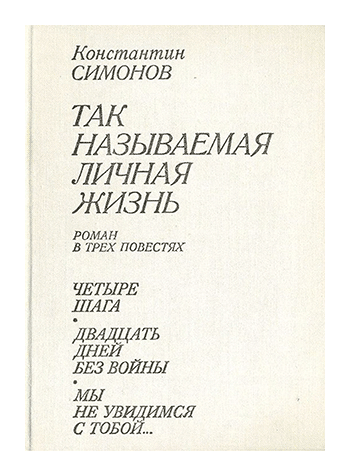 Константин
СИМОНОВ
ТАК
НАЗЫВАЕМАЯ
ЛИЧНАЯ
ЖИЗНЬ
РОМАН
В ТРЕХ ПОВЕСТЯХ
ЧЕТЫРЕ
ШАГА
•
ДВАДЦАТЬ
ДНЕЙ
БЕЗ ВОЙНЫ
•
МЫ
НЕ УВИДИМСЯ
С ТОБОЙ...